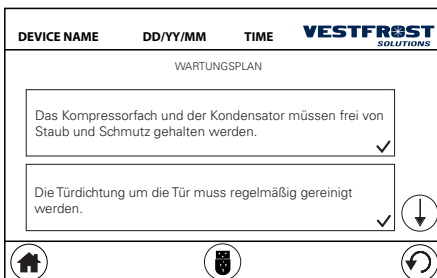 DEVICE NAME DD/YY/MM TIME VESTFROST
SOLUTIONS
WARTUNGSPLAN
Das Kompressorfach und der Kondensator müssen frei von
Staub und Schmutz gehalten werden.
Die Türdichtung um die Tür muss regelmäßig gereinigt
werden.